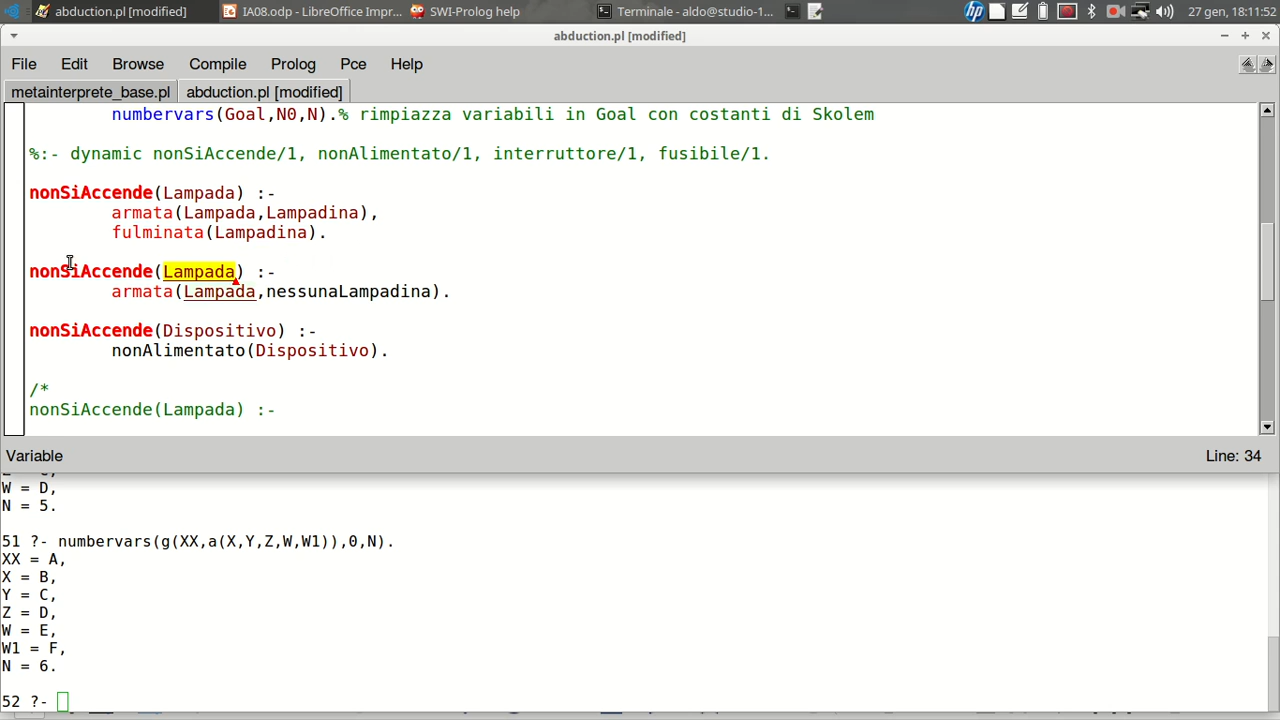 abduction.pl [modified]
IA08.odp - LibreOffice Impr...
SWI-Prolog help
Terminale - aldo@studio-1...
27 gen, 18:11:52
abduction.pl [modified]
File Edit Browse Compile Prolog Pce Help
metainterprete_base.pl
abduction.pl [modified]
numbervars(Goal,N0,N).% rimpiazza variabili in Goal con costanti di Skolem
%:- dynamic nonSiAccende/1, nonAlimentato/1, interruttore/1, fusibile/1.
nonSiAccende(Lampada) :-
armata(Lampada,Lampadina),
fulminata(Lampadina).
nonSiAccende(Lampada) :-
armata(Lampada,nessunaLampadina).
nonSiAccende(Dispositivo) :-
nonAlimentato(Dispositivo).
/*
nonSiAccende(Lampada) :-
Variable
Line: 34
W = D,
N = 5.
51 ?- numbervars(g(XX,a(X,Y,Z,W,W1)),0,N).
XX = A,
X = B,
Y = C,
Z = D,
W = E,
W1 = F,
N = 6.
52 ?-